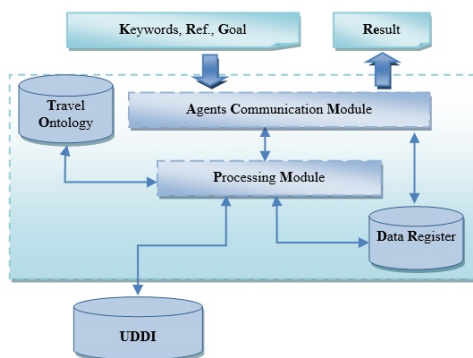 Keywords, Ref., Goal
Result
Travel
Ontology
Agents Communication Module
Processing Module
Data Register
UDDI